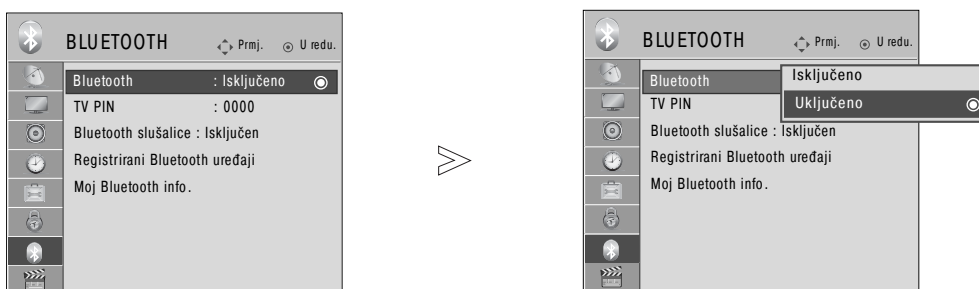 BLUETOOTH Prmj. U redu.
Bluetooth : Isključeno
TV PIN : 0000
Bluetooth slušalice : Isključen
Registrirani Bluetooth uređaji
Moj Bluetooth info.
BLUETOOTH Prmj. U redu.
Bluetooth
Isključeno
Uključeno
TV PIN
Bluetooth slušalice : Isključen
Registrirani Bluetooth uređaji
Moj Bluetooth info.